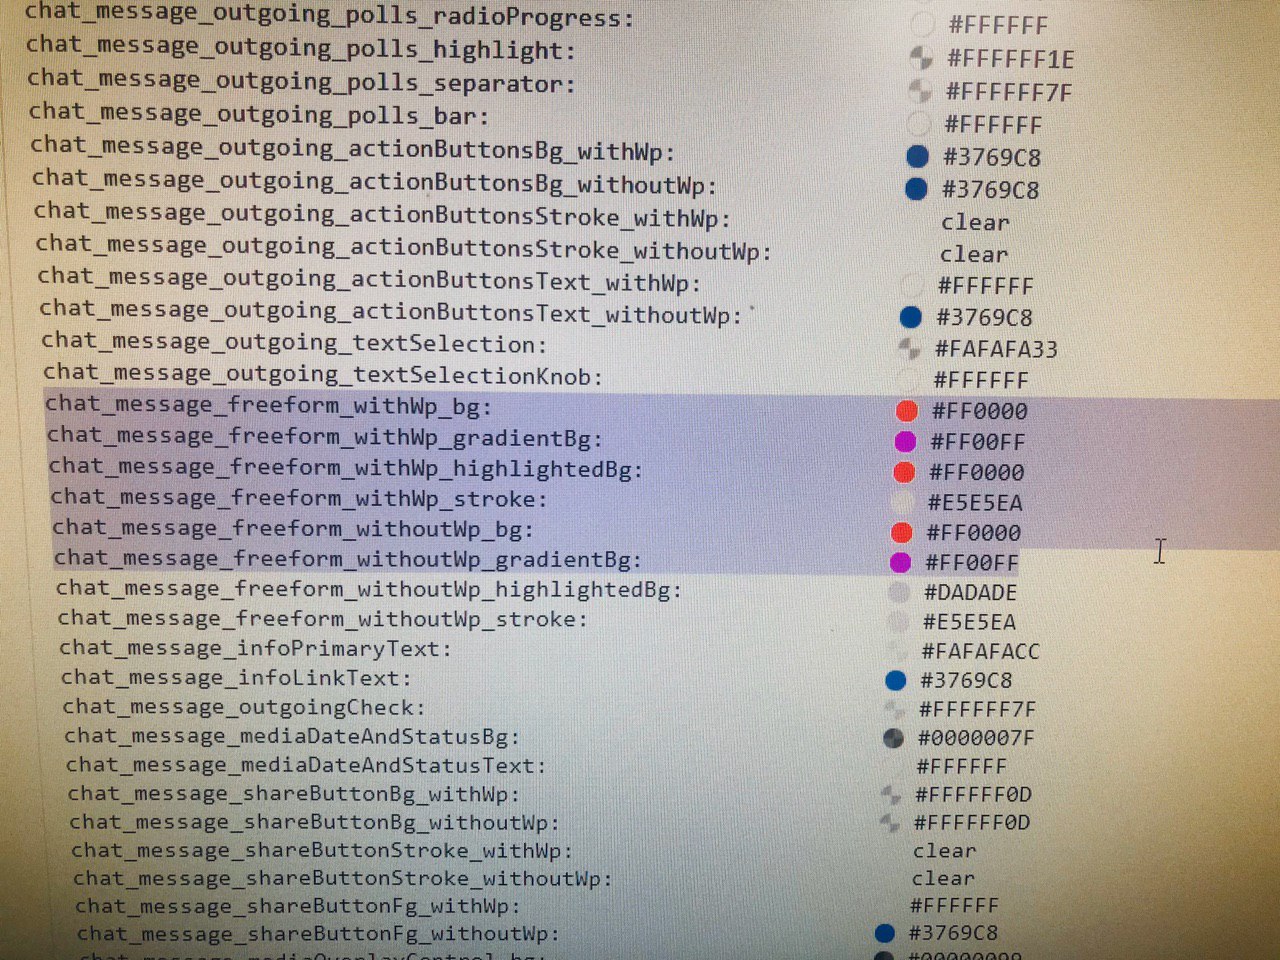 chat_message_outgoing_polls_radioProgress: #FFFFFF
chat_message_outgoing_polls_highlight: #FFFFFF1E
chat_message_outgoing_polls_separator: #FFFFFF7F
chat_message_outgoing_polls_bar: #FFFFFF
chat_message_outgoing_actionButtonsBg_withWp: #3769C8
chat_message_outgoing_actionButtonsBg_withoutWp: #3769C8
chat_message_outgoing_actionButtonsStroke_withWp: clear
chat_message_outgoing_actionButtonsStroke_withoutWp: clear
chat_message_outgoing_actionButtonsText_withWp: #FFFFFF
chat_message_outgoing_actionButtonsText_withoutWp: #3769C8
chat_message_outgoing_textSelection: #FAFAFA33
chat_message_outgoing_textSelectionKnob: #FFFFFF
chat_message_freeform_withWp_bg: #FF0000
chat_message_freeform_withWp_gradientBg: #FF00FF
chat_message_freeform_withWp_highlightedBg: #FF0000
chat_message_freeform_withWp_stroke: #E5E5EA
chat_message_freeform_withoutWp_bg: #FF0000
chat_message_freeform_withoutWp_gradientBg: #FF00FF
chat_message_freeform_withoutWp_highlightedBg: #DADADE
chat_message_freeform_withoutWp_stroke: #E5E5EA
chat_message_infoPrimaryText: #FAFAFACC
chat_message_infoLinkText: #3769C8
chat_message_outgoingCheck: #FFFFFF7F
chat_message_mediaDateAndStatusBg: #0000007F
chat_message_mediaDateAndStatusText: #FFFFFF
chat_message_shareButtonBg_withWp: #FFFFFF0D
chat_message_shareButtonBg_withoutWp: #FFFFFF0D
chat_message_shareButtonStroke_withWp: clear
chat_message_shareButtonStroke_withoutWp: clear
chat_message_shareButtonFg_withWp: #FFFFFF
chat_message_shareButtonFg_withoutWp: #3769C8
chat_message_mediaOverlayControl_bg: #00000099